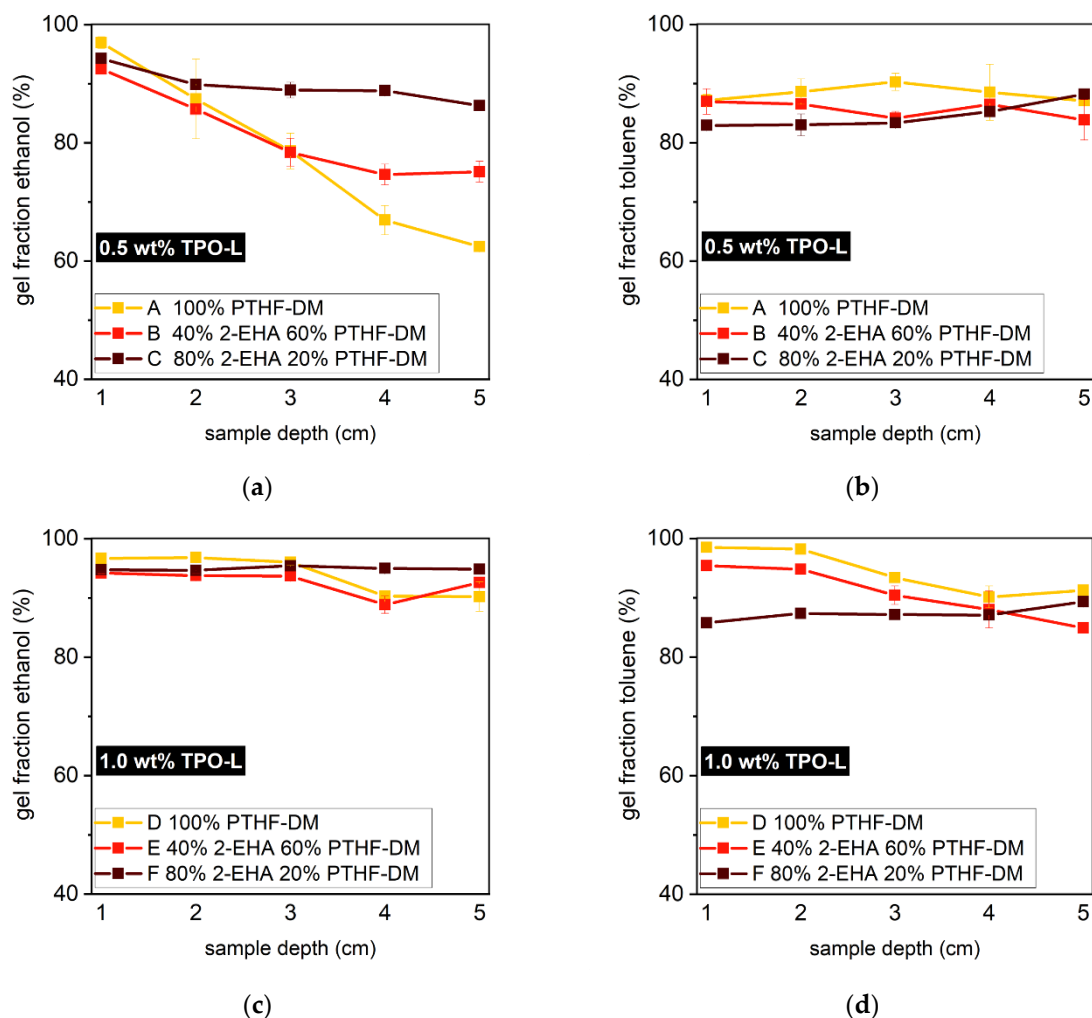 100
80
60
40
gel fraction ethanol (%)
0.5 wt% TPO-L
A 100% PTHF-DM
B 40% 2-EHA 60% PTHF-DM
C 80% 2-EHA 20% PTHF-DM
1 2 3 4 5
sample depth (cm)
(a)
100
80
60
40
gel fraction toluene (%)
0.5 wt% TPO-L
A 100% PTHF-DM
B 40% 2-EHA 60% PTHF-DM
C 80% 2-EHA 20% PTHF-DM
1 2 3 4 5
sample depth (cm)
(b)
100
80
60
40
gel fraction ethanol (%)
1.0 wt% TPO-L
D 100% PTHF-DM
E 40% 2-EHA 60% PTHF-DM
F 80% 2-EHA 20% PTHF-DM
1 2 3 4 5
sample depth (cm)
(c)
100
80
60
40
gel fraction toluene (%)
1.0 wt% TPO-L
D 100% PTHF-DM
E 40% 2-EHA 60% PTHF-DM
F 80% 2-EHA 20% PTHF-DM
1 2 3 4 5
sample depth (cm)
(d)